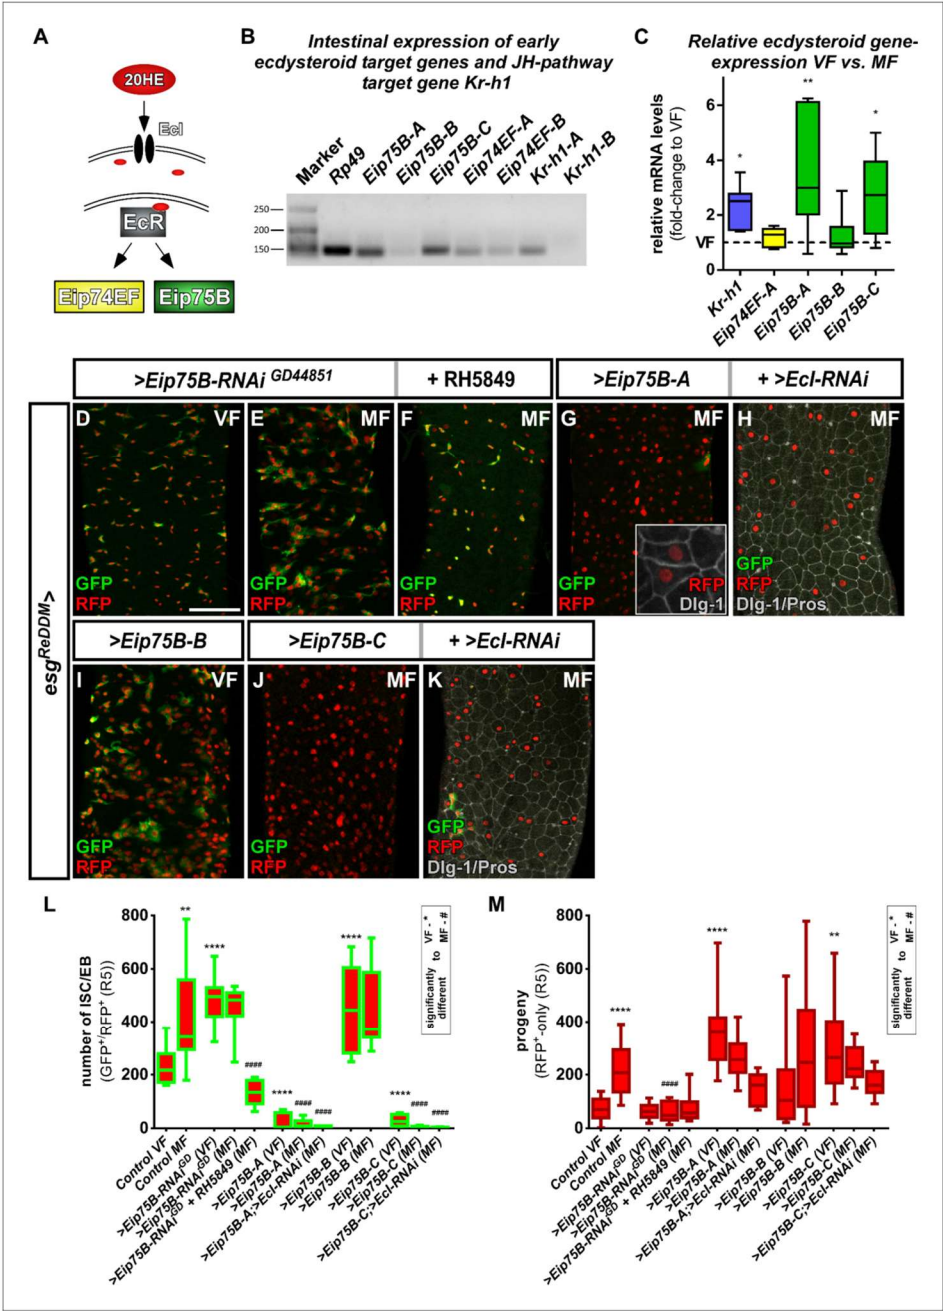 A
20HE
EcI
EcR
Eip74EF
Eip75B
B
Intestinal expression of early
ecdysteroid target genes and JH-pathway
target gene Kr-h1
Marker
Rp49
Eip75B-A
Eip75B-B
Eip75B-C
Eip74EF-A
Eip74EF-B
Kr-h1-A
Kr-h1-B
250
200
150
C
Relative ecdysteroid gene-
expression VF vs. MF
relative mRNA levels
(fold-change to VF)
6
4
2
VF
0
*
**
*
Kr-h1
Eip74EF-A
Eip75B-A
Eip75B-B
Eip75B-C
>Eip75B-RNAi GD44851
+ RH5849
>Eip75B-A
+ >EcI-RNAi
esgReDDM>
D
VF
GFP
RFP
E
MF
GFP
RFP
F
MF
GFP
RFP
G
MF
GFP
RFP
RFP
Dlg-1
H
MF
GFP
RFP
Dlg-1/Pros
>Eip75B-B
>Eip75B-C
+ >EcI-RNAi
I
VF
GFP
RFP
J
MF
GFP
RFP
K
MF
GFP
RFP
Dlg-1/Pros
L
number of ISC/EB
(GFP+/RFP+ (R5))
800
600
400
200
0
**
****
####
****
####
####
****
****
####
####
significantly
different
to
VF - *
MF - #
Control VF
Control MF
>Eip75B-RNAiGD (VF)
>Eip75B-RNAiGD (MF)
>Eip75B-RNAiGD + RH5849 (MF)
>Eip75B-A (VF)
>Eip75B-A (MF)
>Eip75B-A;>EcI-RNAi (MF)
>Eip75B-B (VF)
>Eip75B-B (MF)
>Eip75B-C (VF)
>Eip75B-C (MF)
>Eip75B-C;>EcI-RNAi (MF)
M
progeny
(RFP+-only (R5))
800
600
400
200
0
****
####
****
**
significantly
different
to
VF - *
MF - #
Control VF
Control MF
>Eip75B-RNAiGD (VF)
>Eip75B-RNAiGD (MF)
>Eip75B-RNAiGD + RH5849 (MF)
>Eip75B-A (VF)
>Eip75B-A (MF)
>Eip75B-A;>EcI-RNAi (MF)
>Eip75B-B (VF)
>Eip75B-B (MF)
>Eip75B-C (VF)
>Eip75B-C (MF)
>Eip75B-C;>EcI-RNAi (MF)